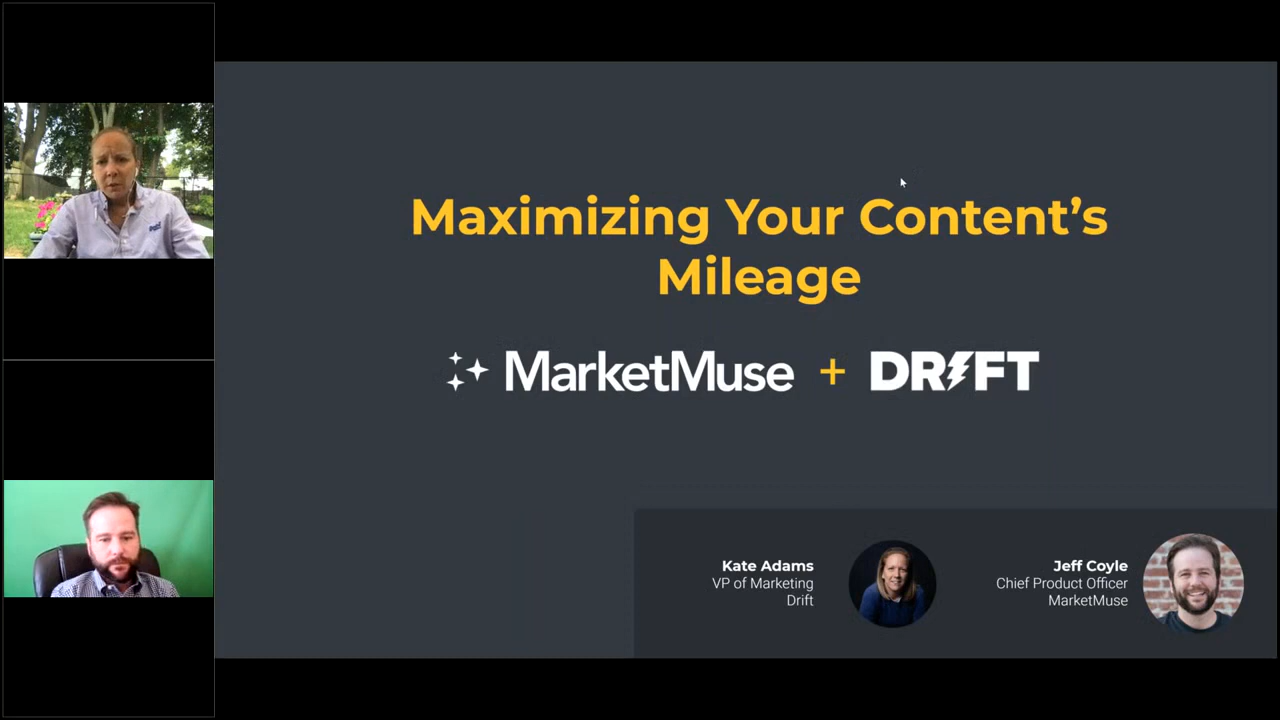 Maximizing Your Content's
Mileage
MarketMuse + DRIFT
Kate Adams
VP of Marketing
Drift
Jeff Coyle
Chief Product Officer
MarketMuse